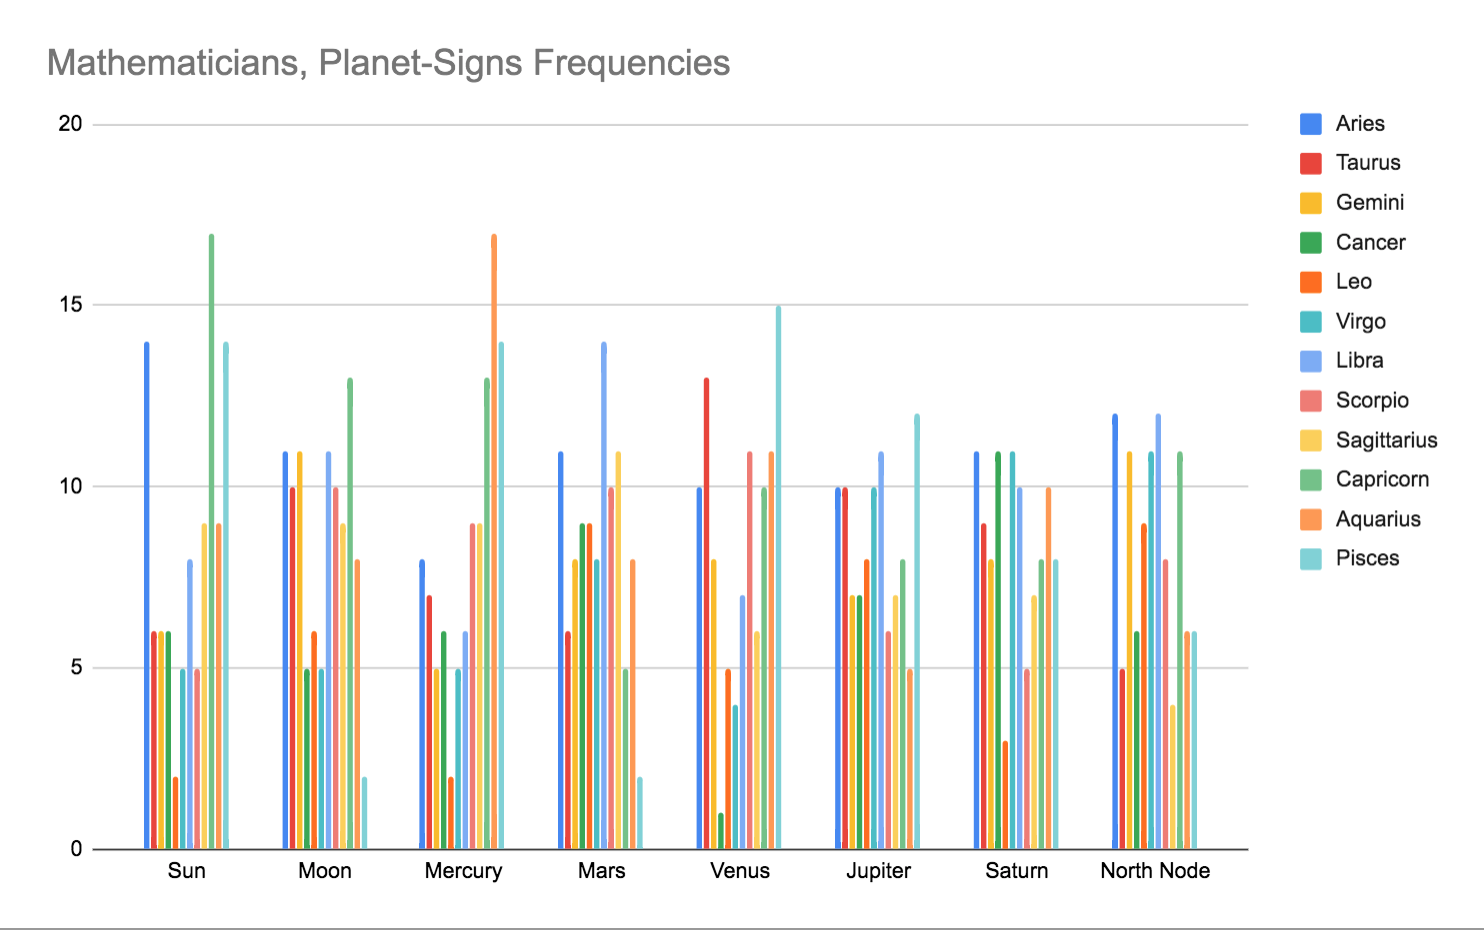 Mathematicians, Planet-Signs Frequencies
20
15
10
5
0
Sun Moon Mercury Mars Venus Jupiter Saturn North Node
Aries
Taurus
Gemini
Cancer
Leo
Virgo
Libra
Scorpio
Sagittarius
Capricorn
Aquarius
Pisces